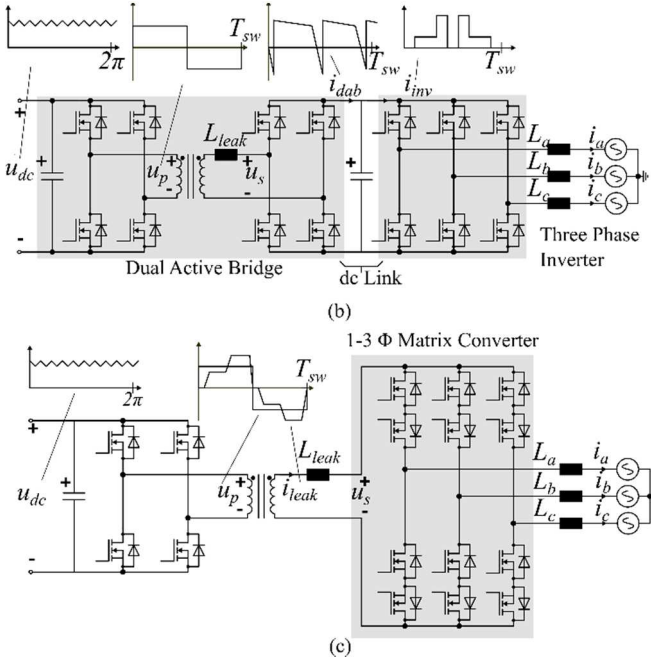 T_sw
T_sw
T_sw
2π
i_dab
i_inv
+
+
u_dc
-
L_leak
u_p
+
-
+
u_s
-
+
L_a
i_a
L_b
i_b
L_c
i_c
Dual Active Bridge
dc Link
Three Phase
Inverter
(b)
1-3 Φ Matrix Converter
2π
T_sw
+
+
u_dc
-
L_leak
u_p
+
-
i_leak
+
u_s
-
L_a
i_a
L_b
i_b
L_c
i_c
(c)